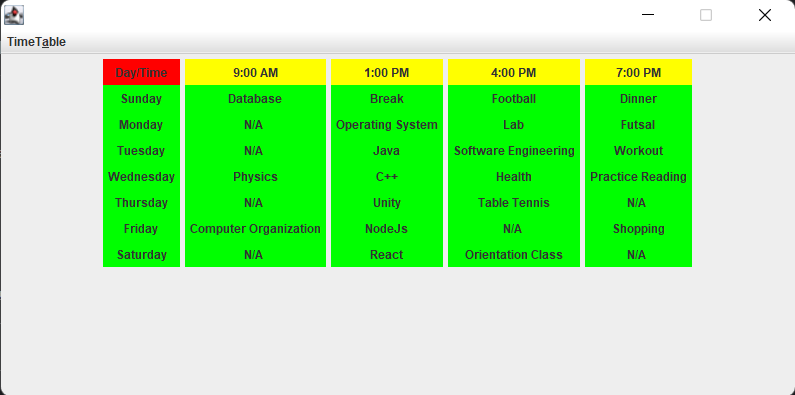 TimeTable
Day/Time 9:00 AM 1:00 PM 4:00 PM 7:00 PM
Sunday Database Break Football Dinner
Monday N/A Operating System Lab Futsal
Tuesday N/A Java Software Engineering Workout
Wednesday Physics C++ Health Practice Reading
Thursday N/A Unity Table Tennis N/A
Friday Computer Organization NodeJs N/A Shopping
Saturday N/A React Orientation Class N/A